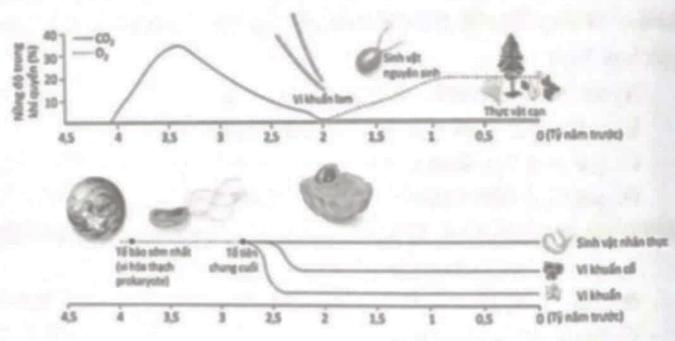 Nồng độ trong
khí quyển (%)
40
30
20
10
CO₂
O₂
Vi khuẩn lam
Sinh vật
nguyên sinh
Thực vật cạn
4,5 4 3,5 3 2,5 2 1,5 1 0,5 0 (Tỷ năm trước)
Tế bào sớm nhất
(vi hóa thạch
prokaryote)
Tổ tiên
chung cuối
Sinh vật nhân thực
Vi khuẩn cổ
Vi khuẩn
4,5 4 3,5 3 2,5 2 1,5 1 0,5 0 (Tỷ năm trước)